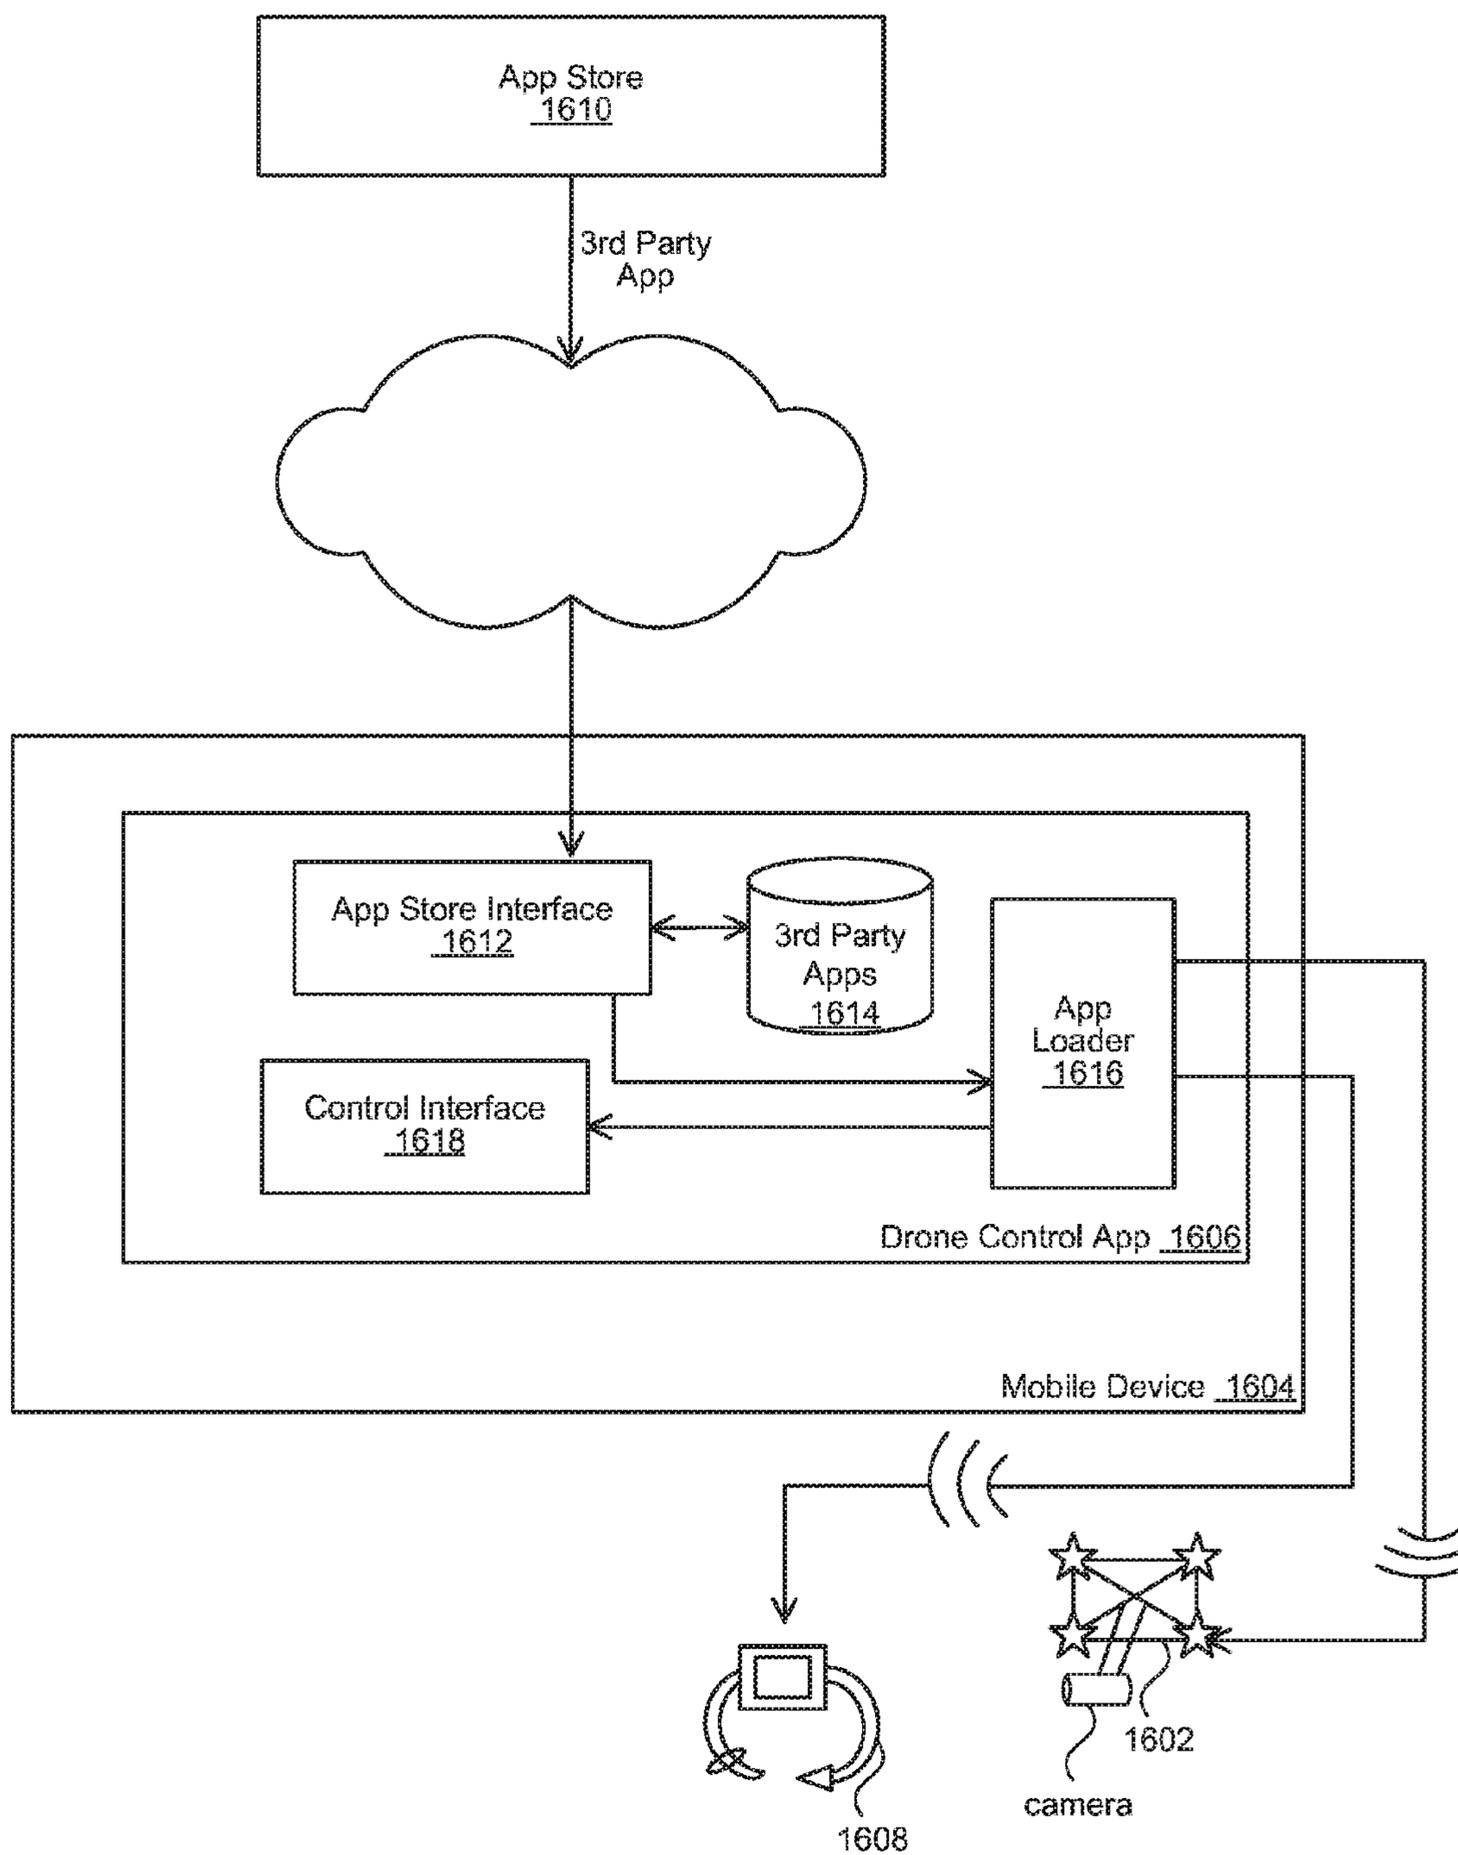 App Store
1610
3rd Party
App
App Store Interface
1612
3rd Party
Apps
1614
App
Loader
1616
Control Interface
1618
Drone Control App 1606
Mobile Device 1604
1602
camera
1608